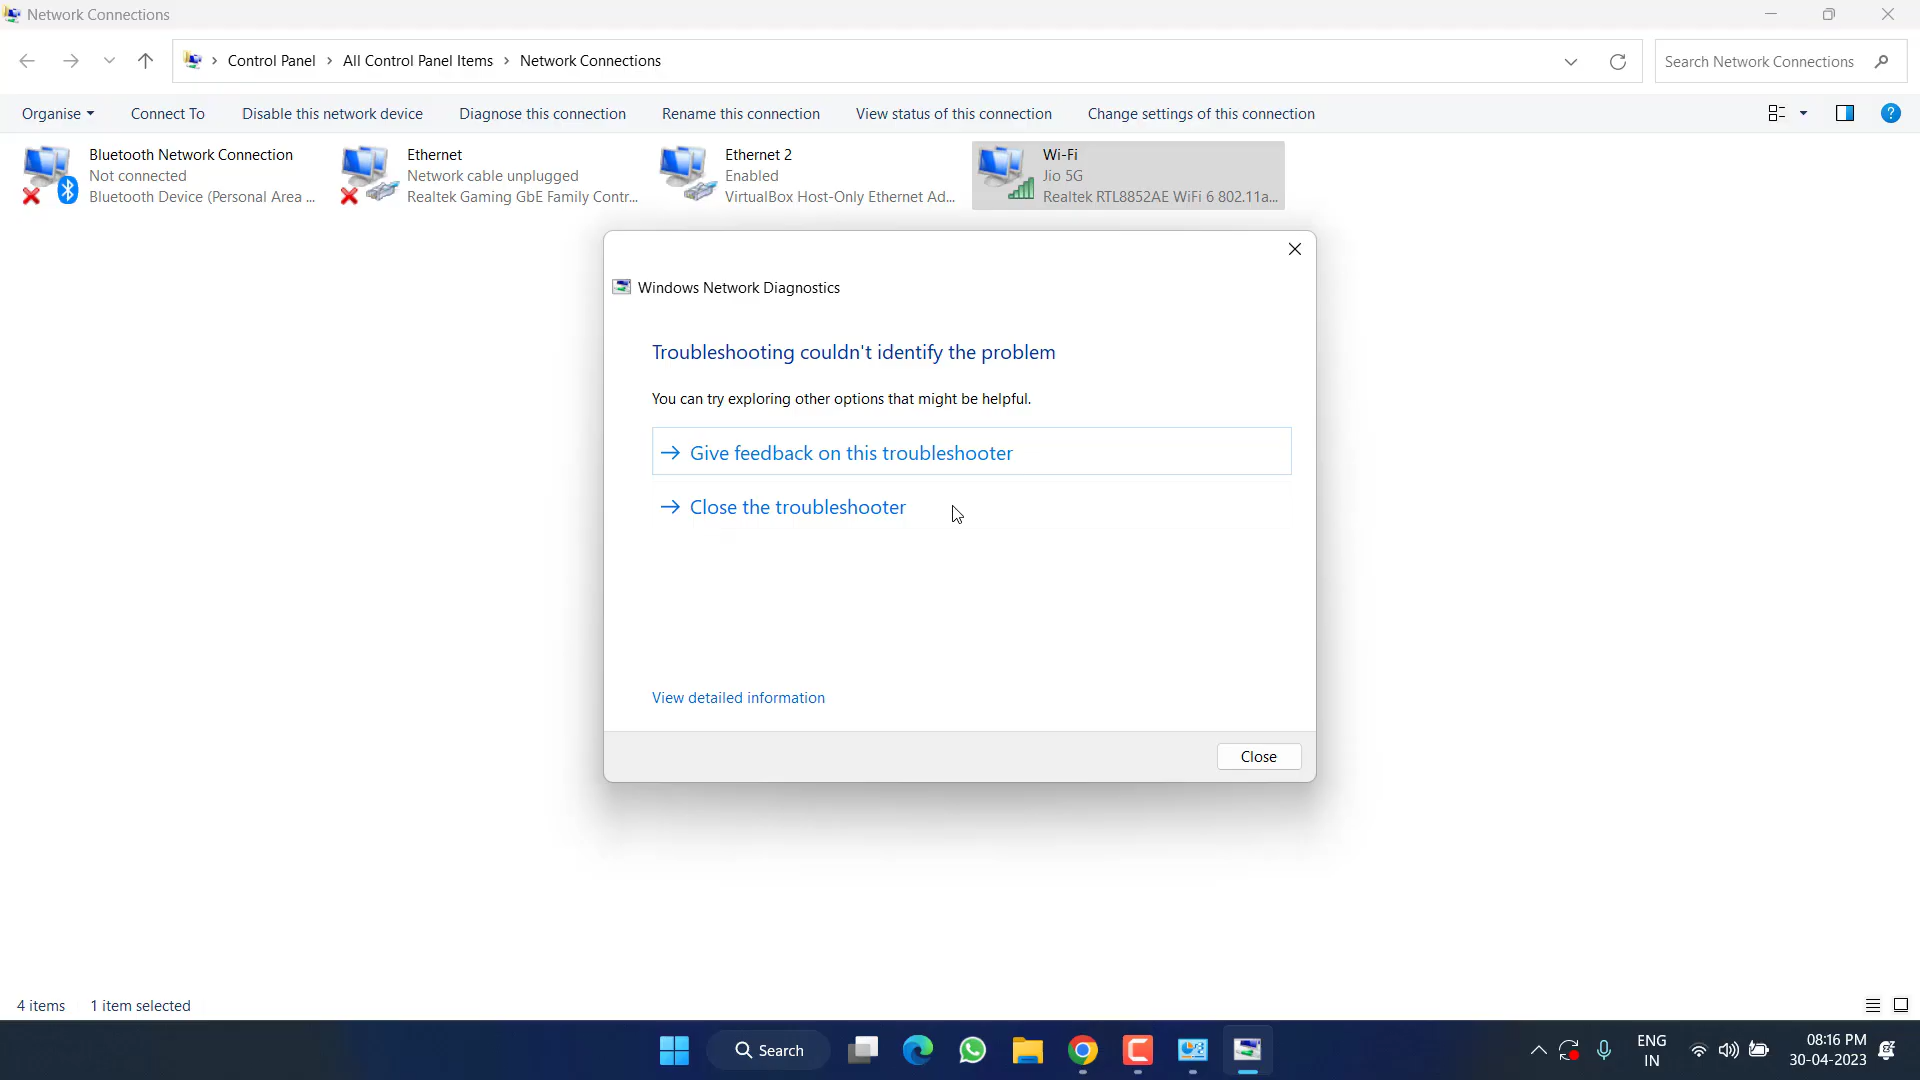 Network Connections
Control Panel > All Control Panel Items > Network Connections
Search Network Connections
Organise Connect To Disable this network device Diagnose this connection Rename this connection View status of this connection Change settings of this connection
Bluetooth Network Connection
Not connected
Bluetooth Device (Personal Area ...
Ethernet
Network cable unplugged
Realtek Gaming GbE Family Contr...
Ethernet 2
Enabled
VirtualBox Host-Only Ethernet Ad...
Wi-Fi
Jio 5G
Realtek RTL8852AE WiFi 6 802.11a...
Windows Network Diagnostics
Troubleshooting couldn't identify the problem
You can try exploring other options that might be helpful.
Give feedback on this troubleshooter
Close the troubleshooter
View detailed information
Close
4 items 1 item selected
Search
ENG
IN
08:16 PM
30-04-2023